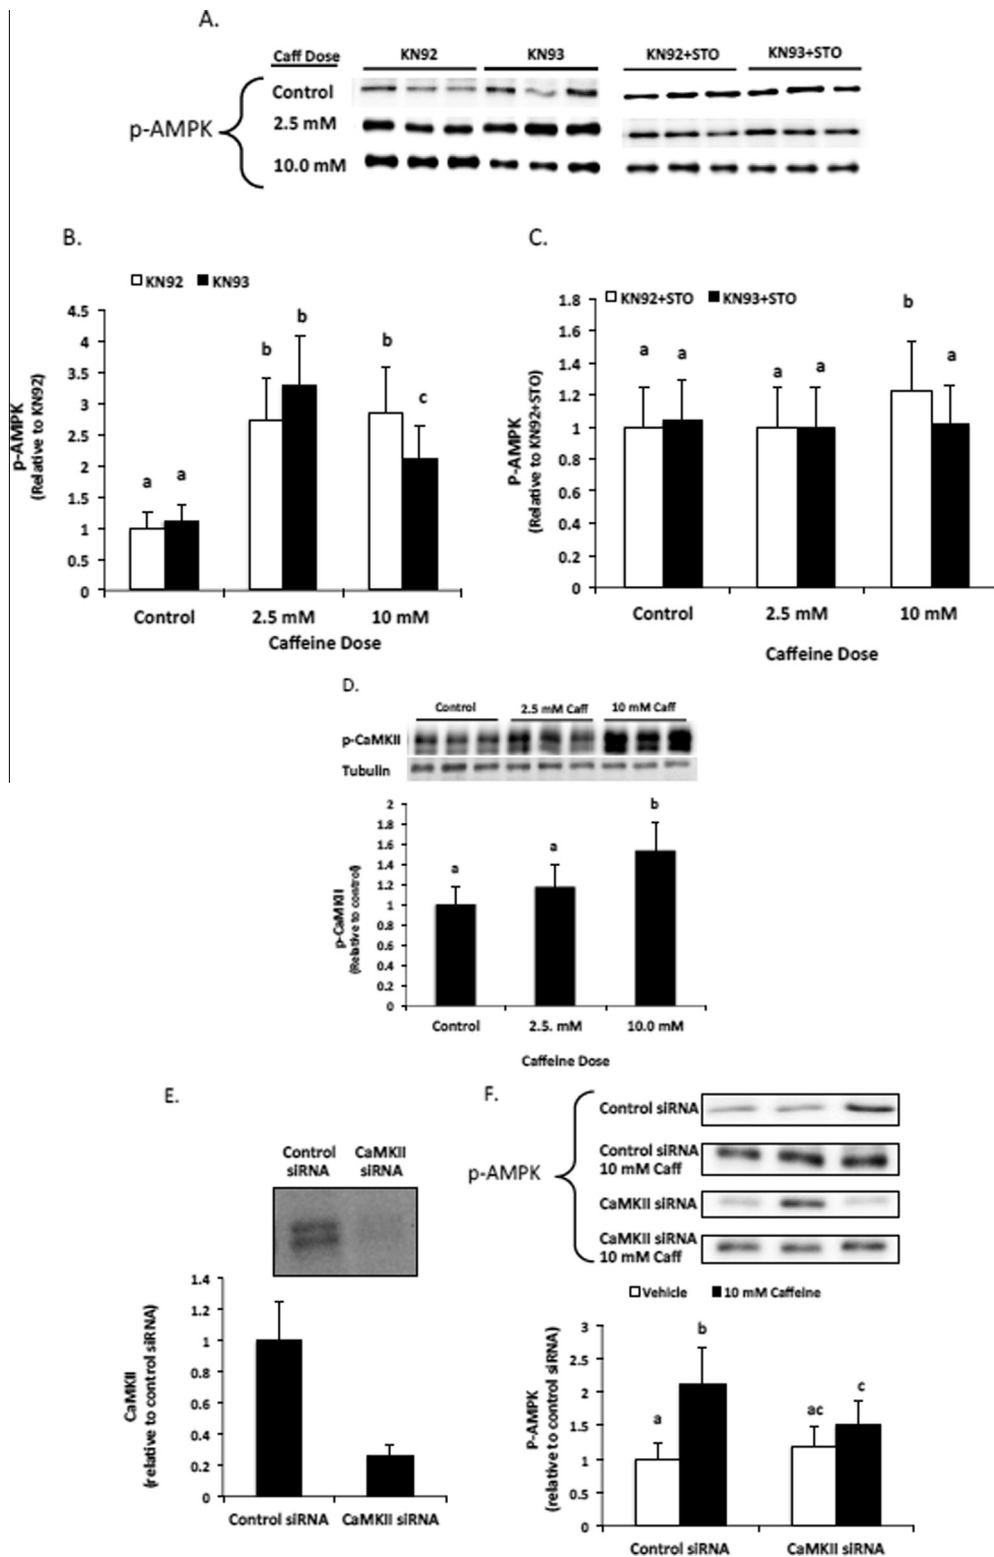 A.
Caff Dose KN92 KN93 KN92+STO KN93+STO
Control
p-AMPK
2.5 mM
10.0 mM
B.
KN92 KN93
p-AMPK
(Relative to KN92)
4.5
4
3.5
3
2.5
2
1.5
1
0.5
0
a a b b b c
Control 2.5 mM 10 mM
Caffeine Dose
C.
KN92+STO KN93+STO
P-AMPK
(Relative to KN92+STO)
1.8
1.6
1.4
1.2
1
0.8
0.6
0.4
0.2
0
a a a a b a
Control 2.5 mM 10 mM
Caffeine Dose
D.
Control 2.5 mM Caff 10 mM Caff
p-CaMKII
Tubulin
p-CaMKII
(Relative to control)
2
1.8
1.6
1.4
1.2
1
0.8
0.6
0.4
0.2
0
a a b
Control 2.5. mM 10.0 mM
Caffeine Dose
E.
Control siRNA
CaMKII siRNA
CaMKII
(relative to control siRNA)
1.4
1.2
1
0.8
0.6
0.4
0.2
0
Control siRNA CaMKII siRNA
F.
p-AMPK
Control siRNA
Control siRNA
10 mM Caff
CaMKII siRNA
CaMKII siRNA
10 mM Caff
Vehicle 10 mM Caffeine
P-AMPK
(relative to control siRNA)
3
2.5
2
1.5
1
0.5
0
a b ac c
Control siRNA CaMKII siRNA